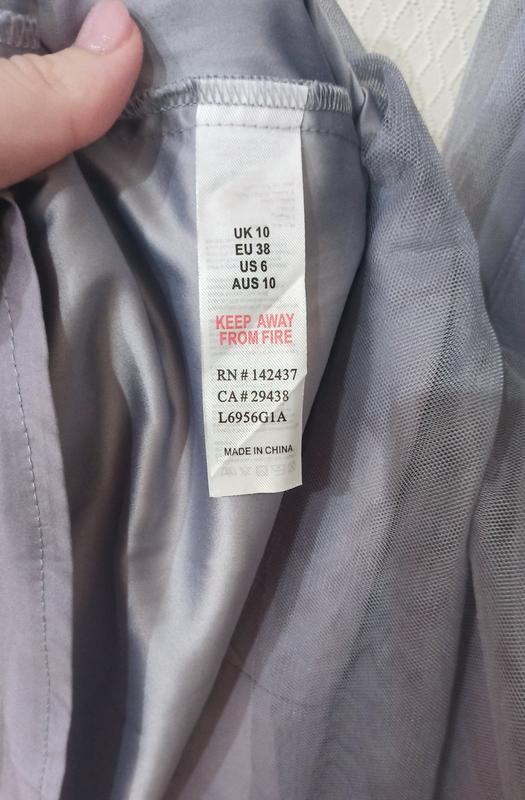 UK 10
EU 38
US 6
AUS 10
KEEP AWAY
FROM FIRE
RN # 142437
CA # 29438
L6956G1A
MADE IN CHINA